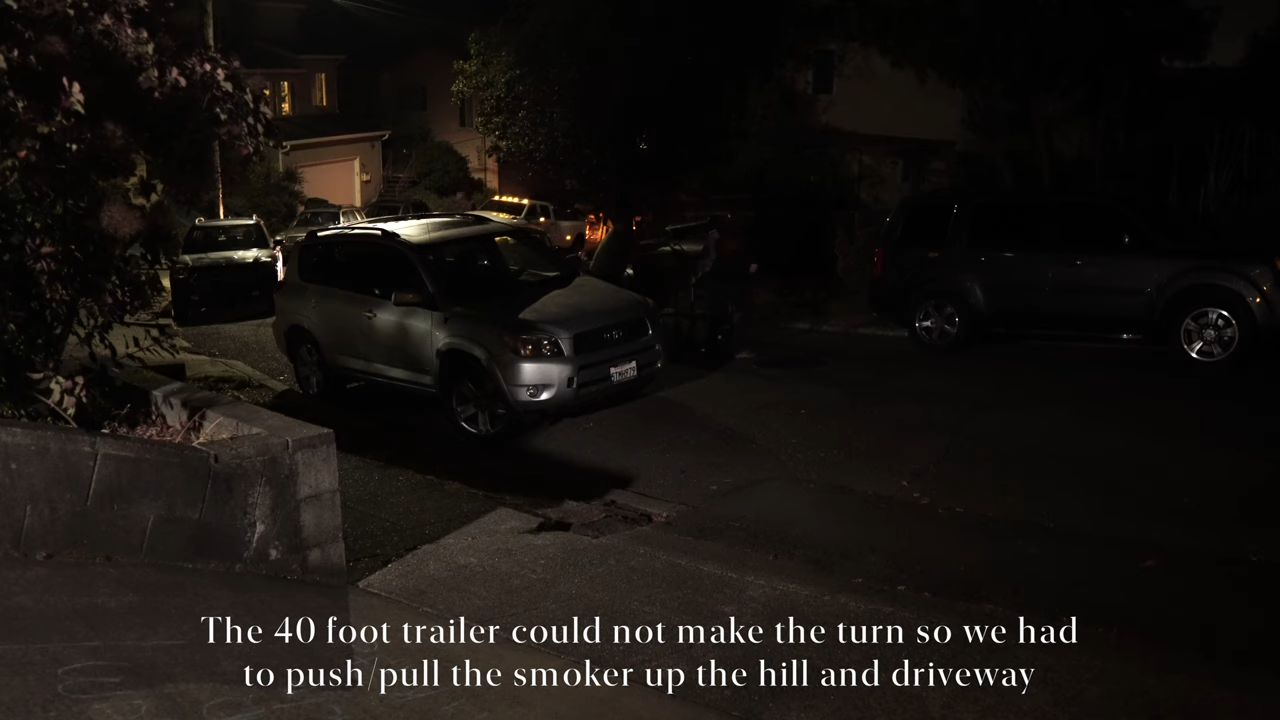 The 40 foot trailer could not make the turn so we had
to push/pull the smoker up the hill and driveway